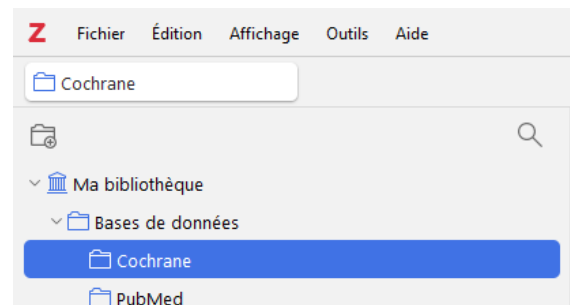 Z Fichier Édition Affichage Outils Aide
Cochrane
Ma bibliothèque
Bases de données
Cochrane
PubMed